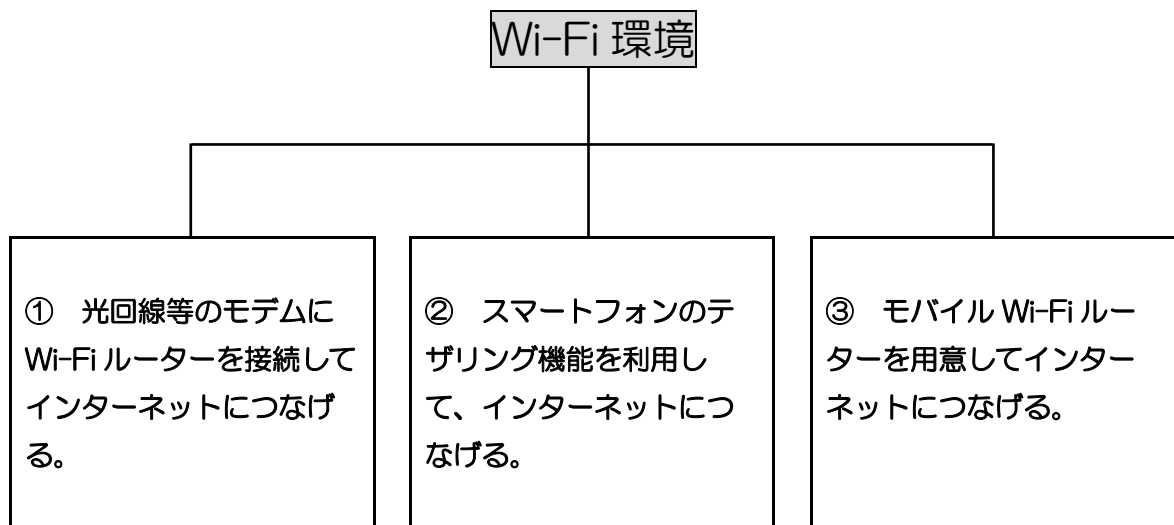 Wi-Fi 環境
① 光回線等のモデムに
Wi-Fi ルーターを接続して
インターネットにつなげ
る。
② スマートフォンのテ
ザリング機能を利用し
て、インターネットにつ
なげる。
③ モバイル Wi-Fi ルー
ターを用意してインター
ネットにつなげる。